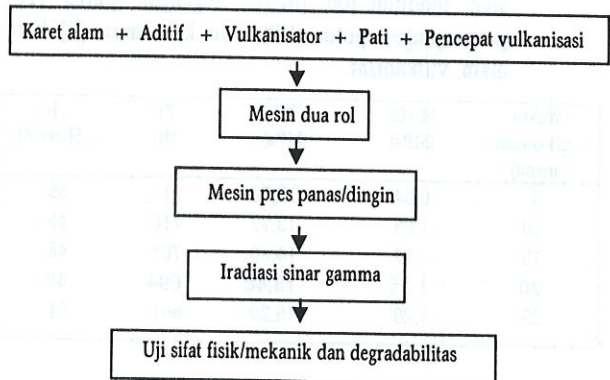 Karet alam + Aditif + Vulkanisator + Pati + Pencepat vulkanisasi
Mesin dua rol
Mesin pres panas/dingin
Iradiasi sinar gamma
Uji sifat fisik/mekanik dan degradabilitas